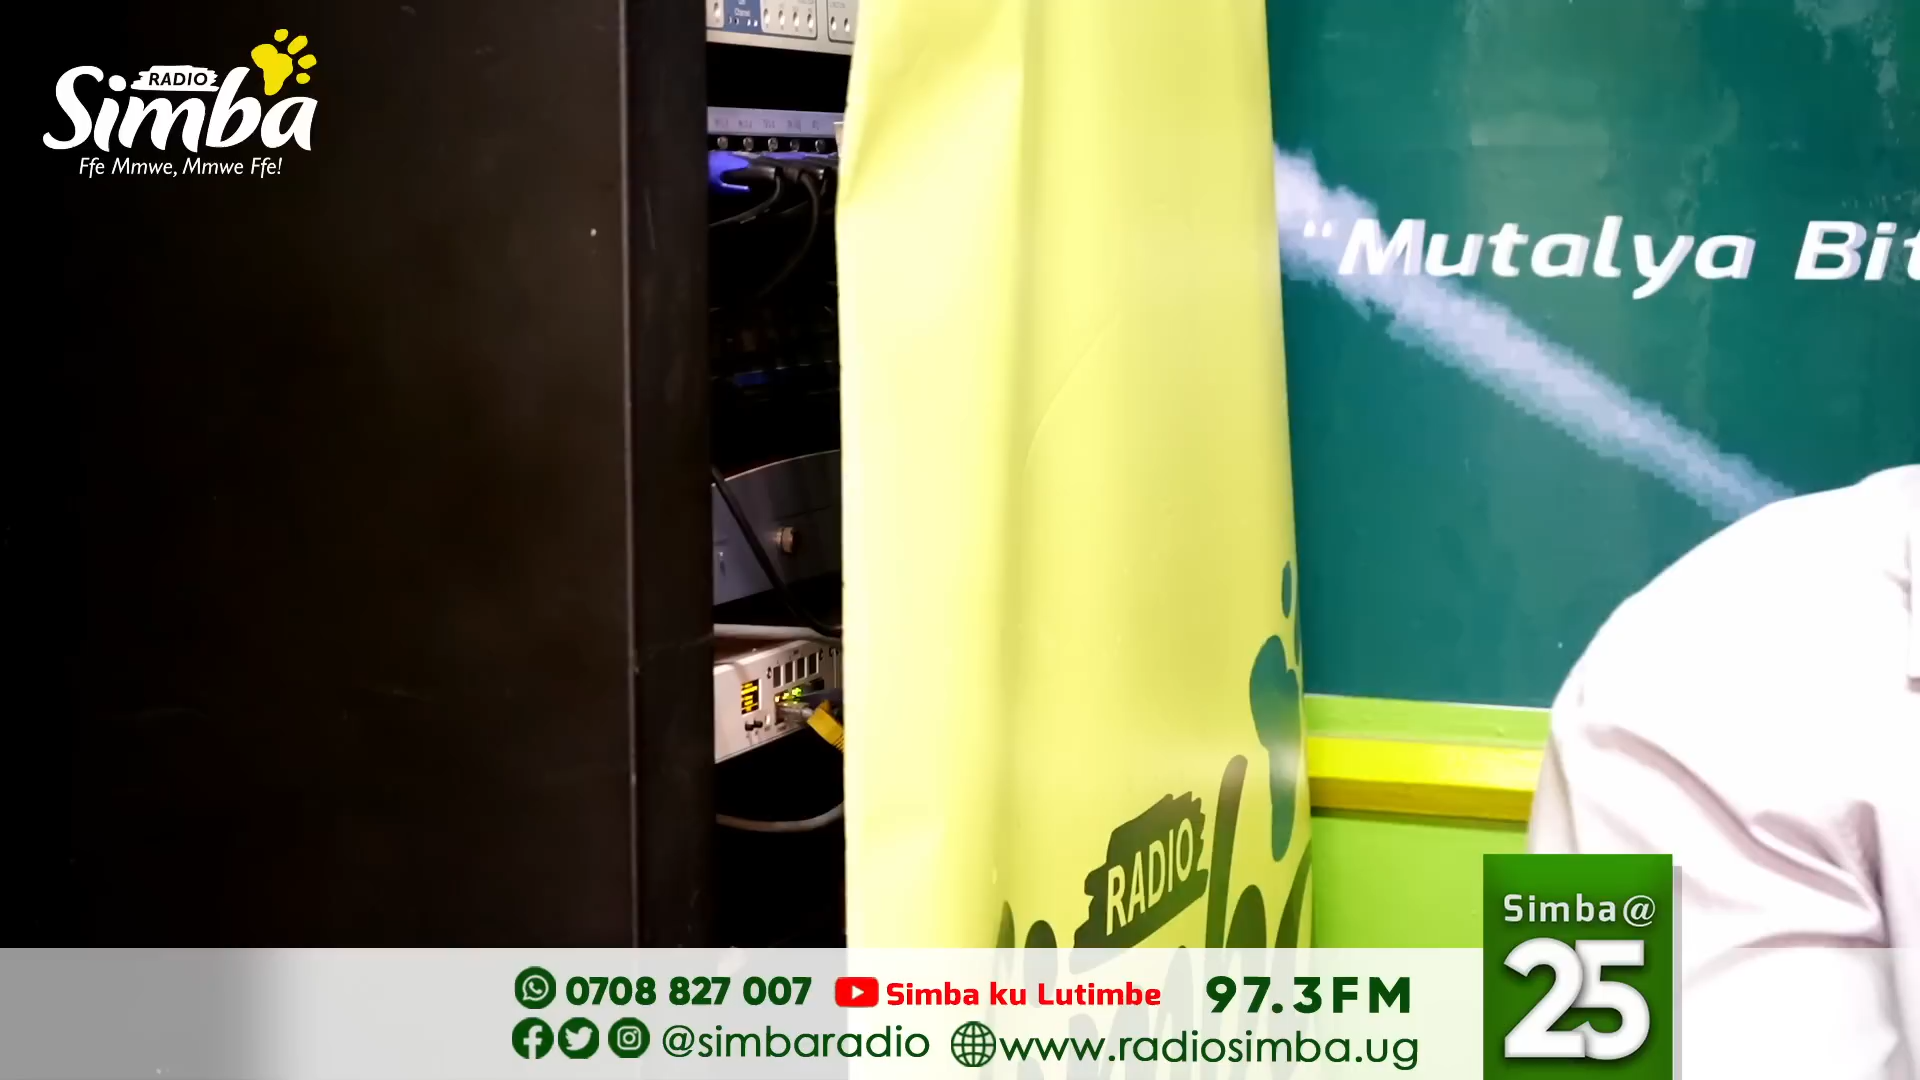 RADIO
Simba
Ffe Mmwe, Mmwe Ffe!
"Mutalya
RADIO
Simba@
25
0708 827 007
Simba ku Lutimbe
97.3FM
@simbaradio
www.radiosimba.ug